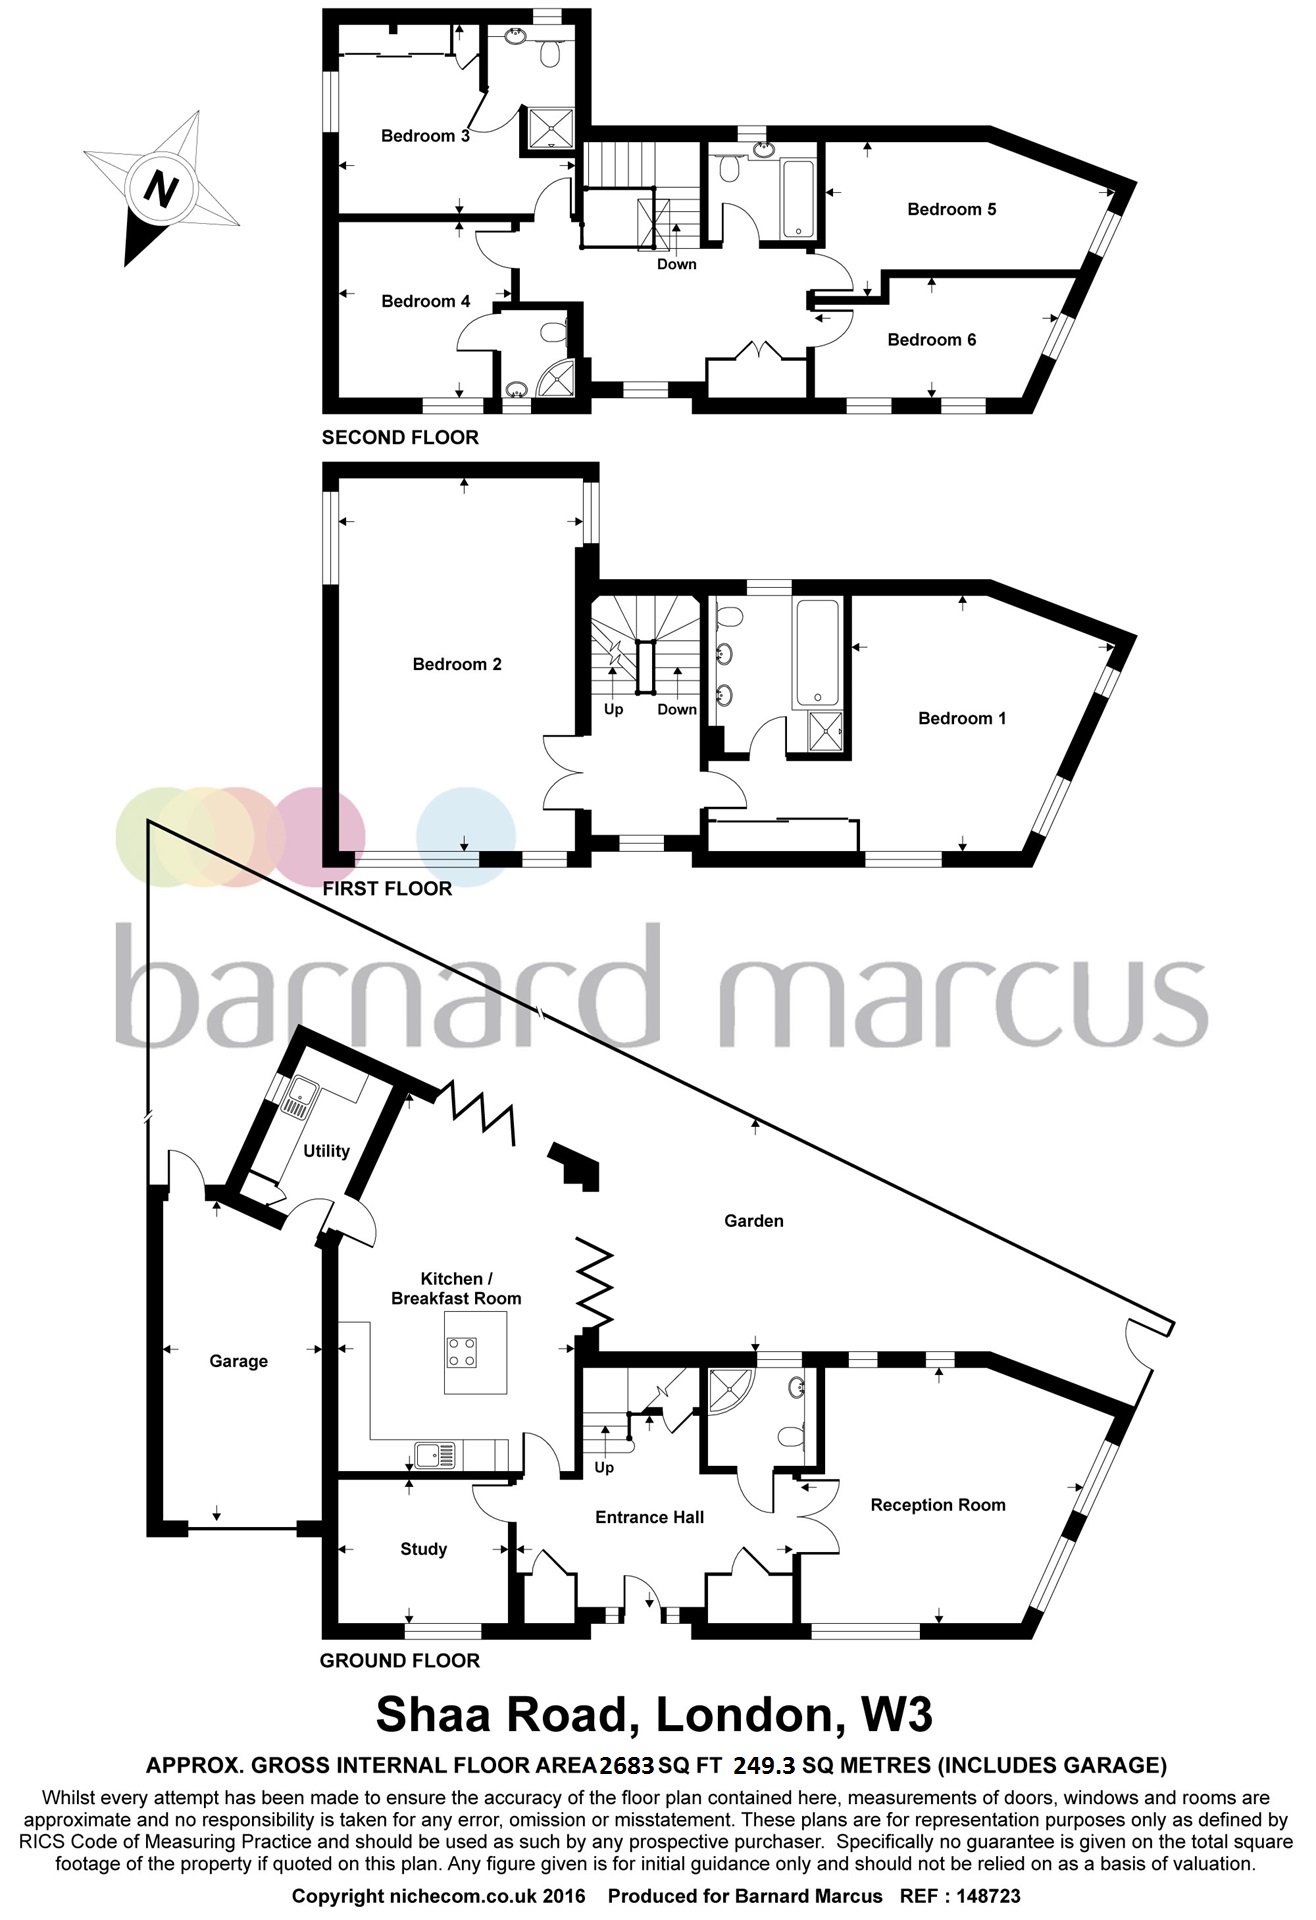 Bedroom 3
Bedroom 5
N
Down
Bedroom 4
Bedroom 6
SECOND FLOOR
Bedroom 2
Up
Down
Bedroom 1
FIRST FLOOR
barnard marcus
Utility
Garden
Kitchen /
Breakfast Room
Garage
Up
Reception Room
Entrance Hall
Study
GROUND FLOOR
Shaa Road, London, W3
APPROX. GROSS INTERNAL FLOOR AREA 2683 SQ FT 249.3 SQ METRES (INCLUDES GARAGE)
Whilst every attempt has been made to ensure the accuracy of the floor plan contained here, measurements of doors, windows and rooms are
approximate and no responsibility is taken for any error, omission or misstatement. These plans are for representation purposes only as defined by
RICS Code of Measuring Practice and should be used as such by any prospective purchaser. Specifically no guarantee is given on the total square
footage of the property if quoted on this plan. Any figure given is for initial guidance only and should not be relied on as a basis of valuation.
Copyright nichecom.co.uk 2016 Produced for Barnard Marcus REF : 148723